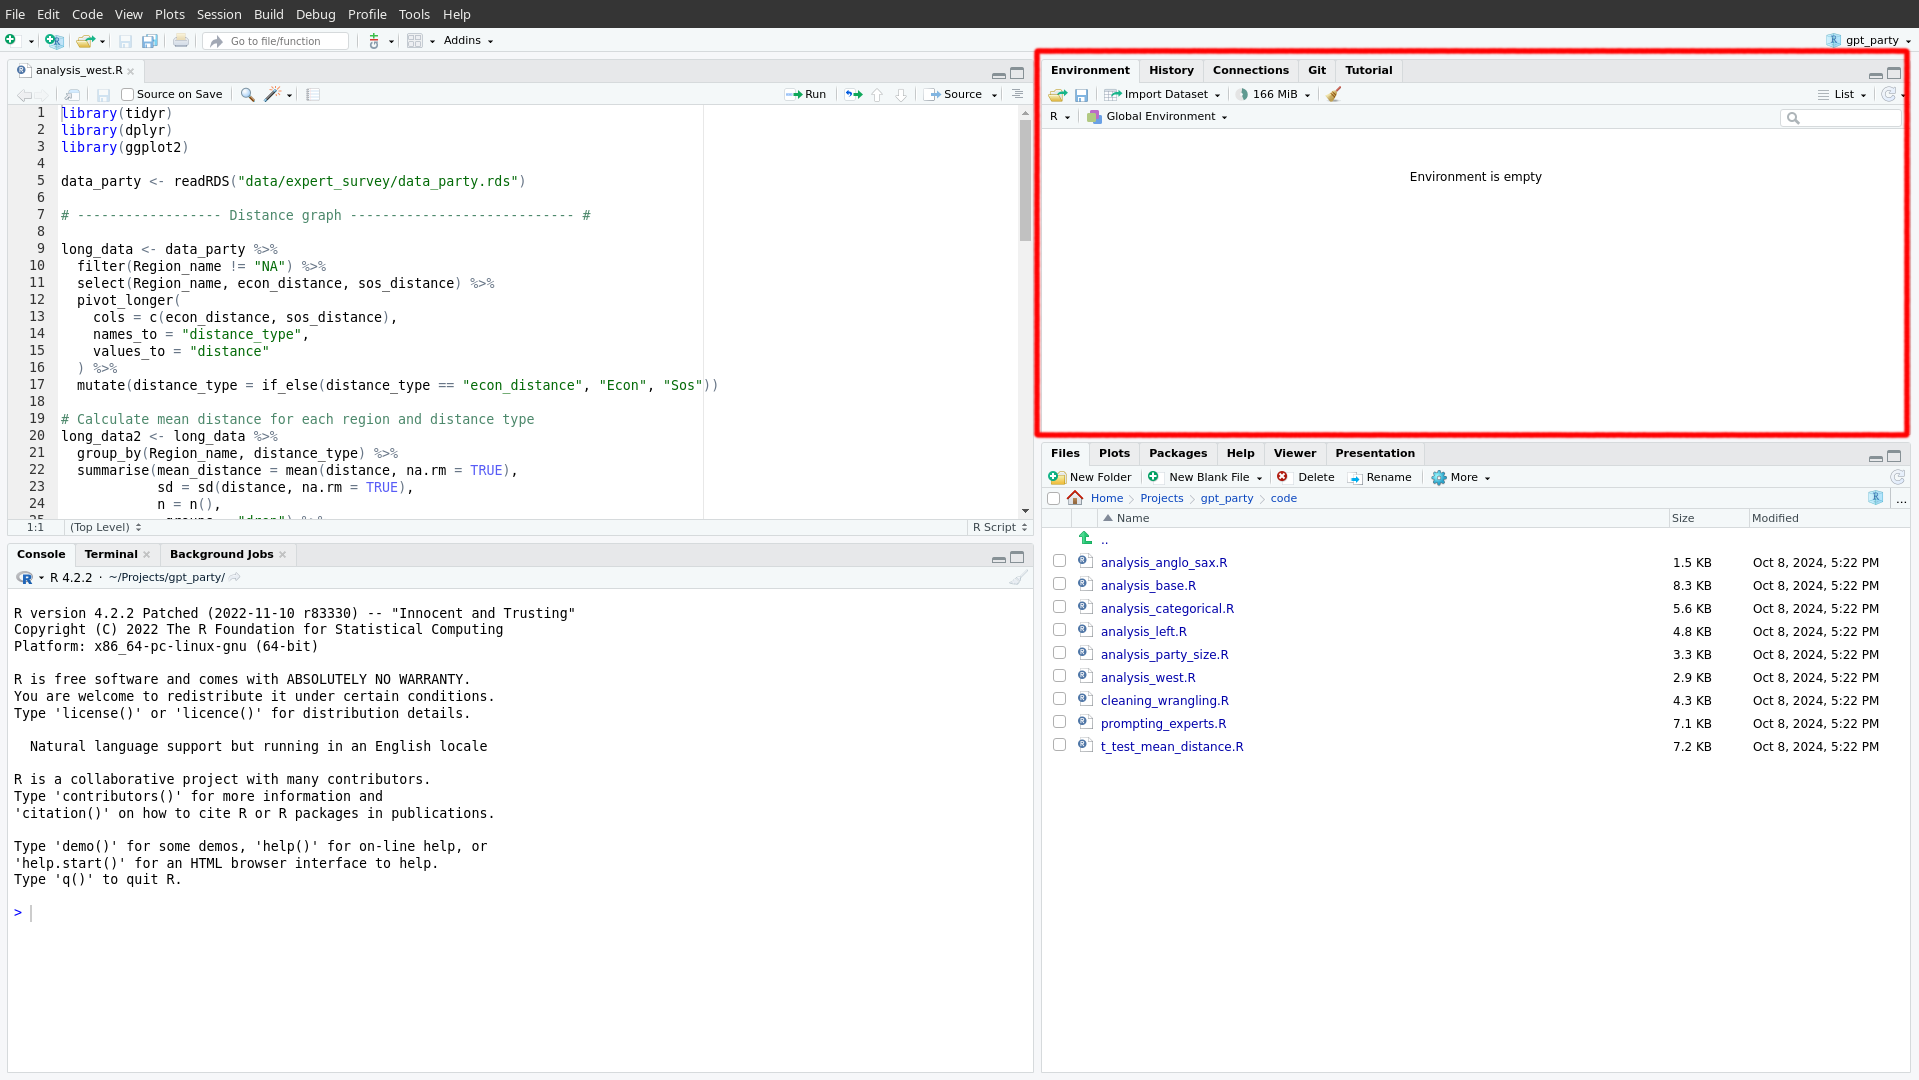 File Edit Code View Plots Session Build Debug Profile Tools Help
Go to file/function Addins gpt_party
analysis_west.R
Source on Save Run Source
1 library(tidyr)
2 library(dplyr)
3 library(ggplot2)
4
5 data_party <- readRDS("data/expert_survey/data_party.rds")
6
7 # ------------------ Distance graph ---------------------------- #
8
9 long_data <- data_party %>%
10 filter(Region_name != "NA") %>%
11 select(Region_name, econ_distance, sos_distance) %>%
12 pivot_longer(
13 cols = c(econ_distance, sos_distance),
14 names_to = "distance_type",
15 values_to = "distance"
16 ) %>%
17 mutate(distance_type = if_else(distance_type == "econ_distance", "Econ", "Sos"))
18
19 # Calculate mean distance for each region and distance type
20 long_data2 <- long_data %>%
21 group_by(Region_name, distance_type) %>%
22 summarise(mean_distance = mean(distance, na.rm = TRUE),
23 sd = sd(distance, na.rm = TRUE),
24 n = n(),
1:1 (Top Level) R Script
Console Terminal Background Jobs
R 4.2.2 · ~/Projects/gpt_party/
R version 4.2.2 Patched (2022-11-10 r83330) -- "Innocent and Trusting"
Copyright (C) 2022 The R Foundation for Statistical Computing
Platform: x86_64-pc-linux-gnu (64-bit)
R is free software and comes with ABSOLUTELY NO WARRANTY.
You are welcome to redistribute it under certain conditions.
Type 'license()' or 'licence()' for distribution details.
Natural language support but running in an English locale
R is a collaborative project with many contributors.
Type 'contributors()' for more information and
'citation()' on how to cite R or R packages in publications.
Type 'demo()' for some demos, 'help()' for on-line help, or
'help.start()' for an HTML browser interface to help.
Type 'q()' to quit R.
>
Environment History Connections Git Tutorial
Import Dataset 166 MiB List
R Global Environment
Environment is empty
Files Plots Packages Help Viewer Presentation
New Folder New Blank File Delete Rename More
Home Projects gpt_party code ...
Name Size Modified
..
analysis_anglo_sax.R 1.5 KB Oct 8, 2024, 5:22 PM
analysis_base.R 8.3 KB Oct 8, 2024, 5:22 PM
analysis_categorical.R 5.6 KB Oct 8, 2024, 5:22 PM
analysis_left.R 4.8 KB Oct 8, 2024, 5:22 PM
analysis_party_size.R 3.3 KB Oct 8, 2024, 5:22 PM
analysis_west.R 2.9 KB Oct 8, 2024, 5:22 PM
cleaning_wrangling.R 4.3 KB Oct 8, 2024, 5:22 PM
prompting_experts.R 7.1 KB Oct 8, 2024, 5:22 PM
t_test_mean_distance.R 7.2 KB Oct 8, 2024, 5:22 PM